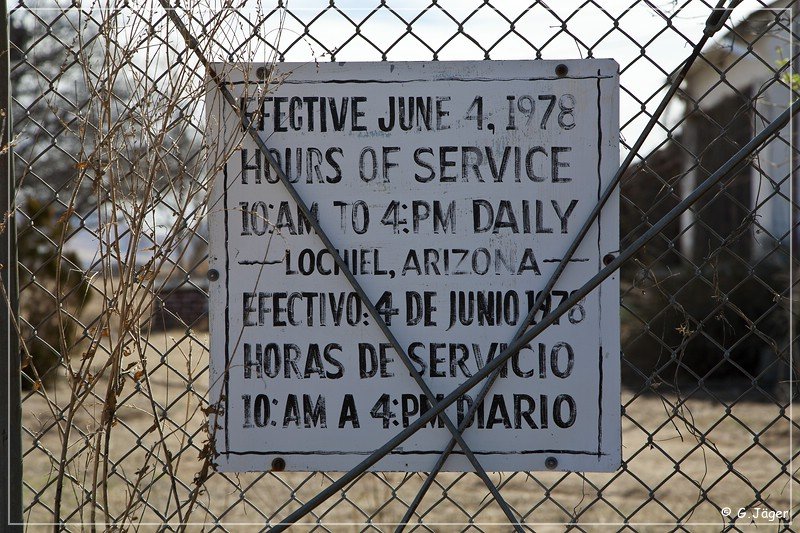 EFECTIVE JUNE 4, 1978
HOURS OF SERVICE
10:AM TO 4:PM DAILY
— LOCHIEL, ARIZONA —
EFECTIVO: 4 DE JUNIO 1978
HORAS DE SERVICIO
10:AM A 4:PM DIARIO
© G.Jäger